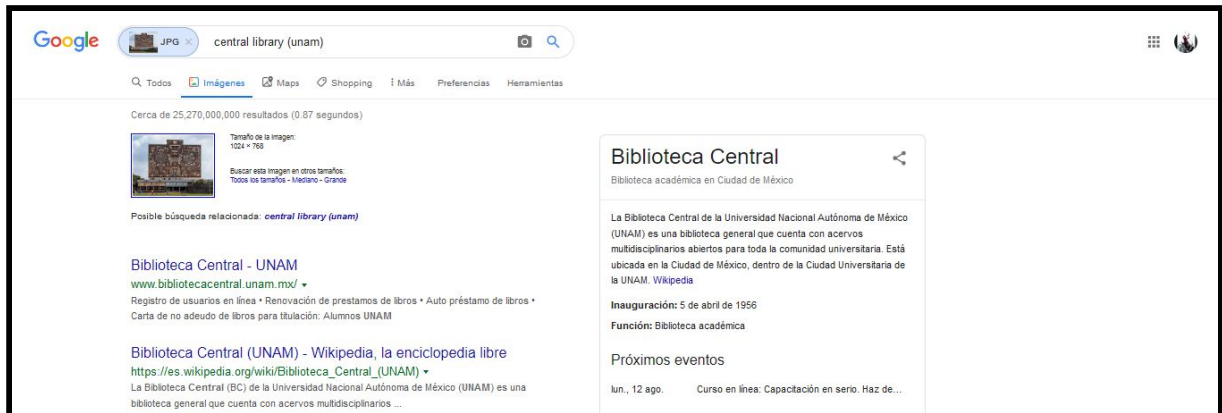 Google
JPG × central library (unam)
Todos Imágenes Maps Shopping Más Preferencias Herramientas
Cerca de 25,270,000,000 resultados (0.87 segundos)
Tamaño de la imagen:
1024 × 768
Buscar esta imagen en otros tamaños:
Todos los tamaños - Mediano - Grande
Posible búsqueda relacionada: central library (unam)
Biblioteca Central - UNAM
www.bibliotecacentral.unam.mx/
Registro de usuarios en línea • Renovación de prestamos de libros • Auto préstamo de libros •
Carta de no adeudo de libros para titulación: Alumnos UNAM
Biblioteca Central (UNAM) - Wikipedia, la enciclopedia libre
https://es.wikipedia.org/wiki/Biblioteca_Central_(UNAM)
La Biblioteca Central (BC) de la Universidad Nacional Autónoma de México (UNAM) es una
biblioteca general que cuenta con acervos multidisciplinarios ...
Biblioteca Central
Biblioteca académica en Ciudad de México
La Biblioteca Central de la Universidad Nacional Autónoma de México
(UNAM) es una biblioteca general que cuenta con acervos
multidisciplinarios abiertos para toda la comunidad universitaria. Está
ubicada en la Ciudad de México, dentro de la Ciudad Universitaria de
la UNAM. Wikipedia
Inauguración: 5 de abril de 1956
Función: Biblioteca académica
Próximos eventos
lun., 12 ago. Curso en línea: Capacitación en serio. Haz de...